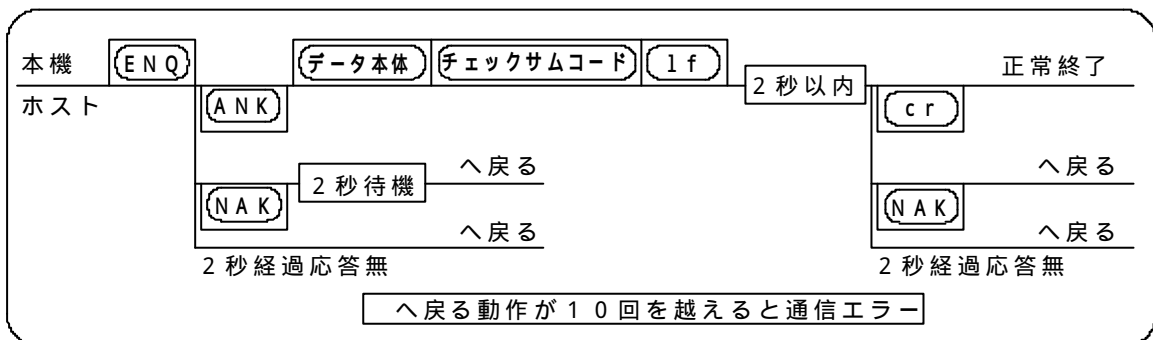 本機 ENQ データ本体 チェックサムコード lf 正常終了
2秒以内
ホスト ANK cr
へ戻る へ戻る
2秒待機
NAK NAK
へ戻る へ戻る
2秒経過応答無 2秒経過応答無
へ戻る動作が10回を越えると通信エラー